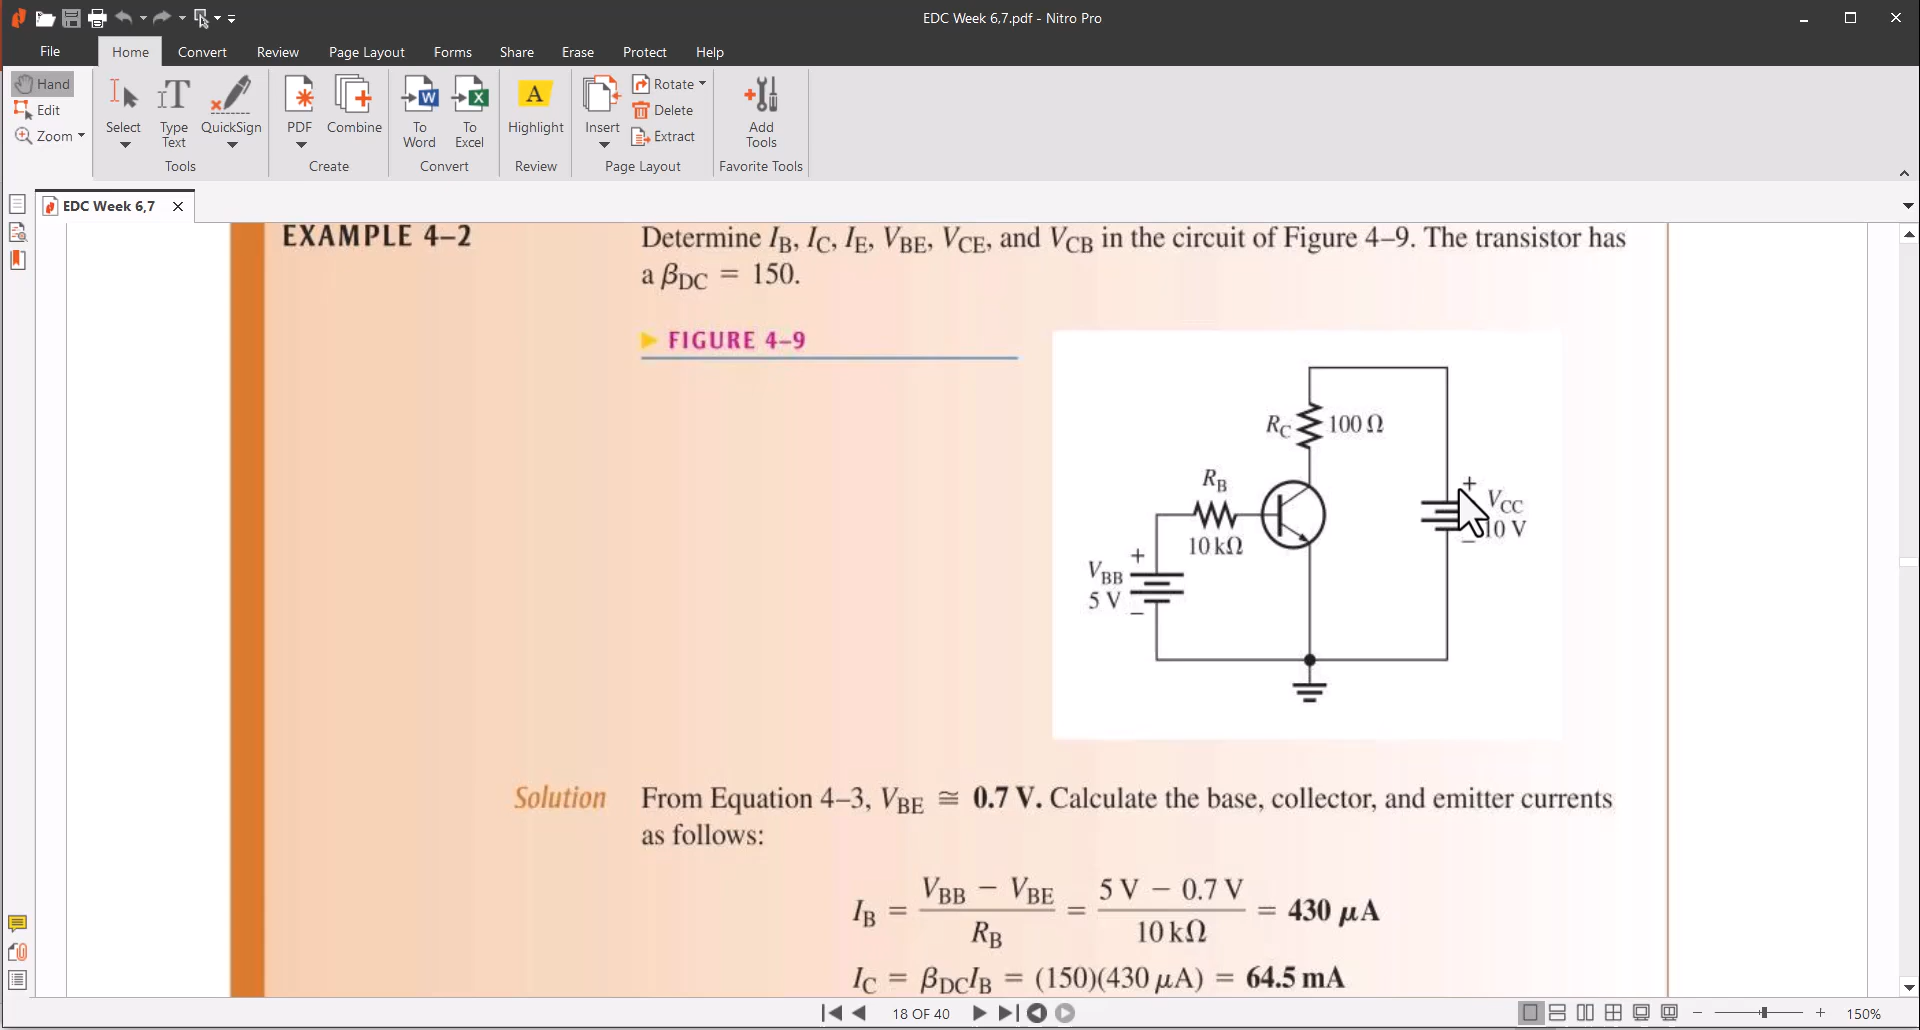 EDC Week 6,7.pdf - Nitro Pro
File Home Convert Review Page Layout Forms Share Erase Protect Help
Hand
Edit
Zoom
Select
Type Text
QuickSign
Tools
PDF
Combine
Create
To Word
To Excel
Convert
A
Highlight
Review
Insert
Rotate
Delete
Extract
Page Layout
Add Tools
Favorite Tools
EDC Week 6,7
EXAMPLE 4–2
Determine I_B, I_C, I_E, V_BE, V_CE, and V_CB in the circuit of Figure 4–9. The transistor has
a β_DC = 150.
FIGURE 4–9
R_C 100 Ω
R_B
10 kΩ
+
V_BB
5 V
–
+
V_CC
10 V
–
Solution
From Equation 4–3, V_BE ≅ 0.7 V. Calculate the base, collector, and emitter currents
as follows:
I_B = (V_BB − V_BE) / R_B = (5 V − 0.7 V) / 10 kΩ = 430 μA
I_C = β_DC I_B = (150)(430 μA) = 64.5 mA
18 OF 40
150%